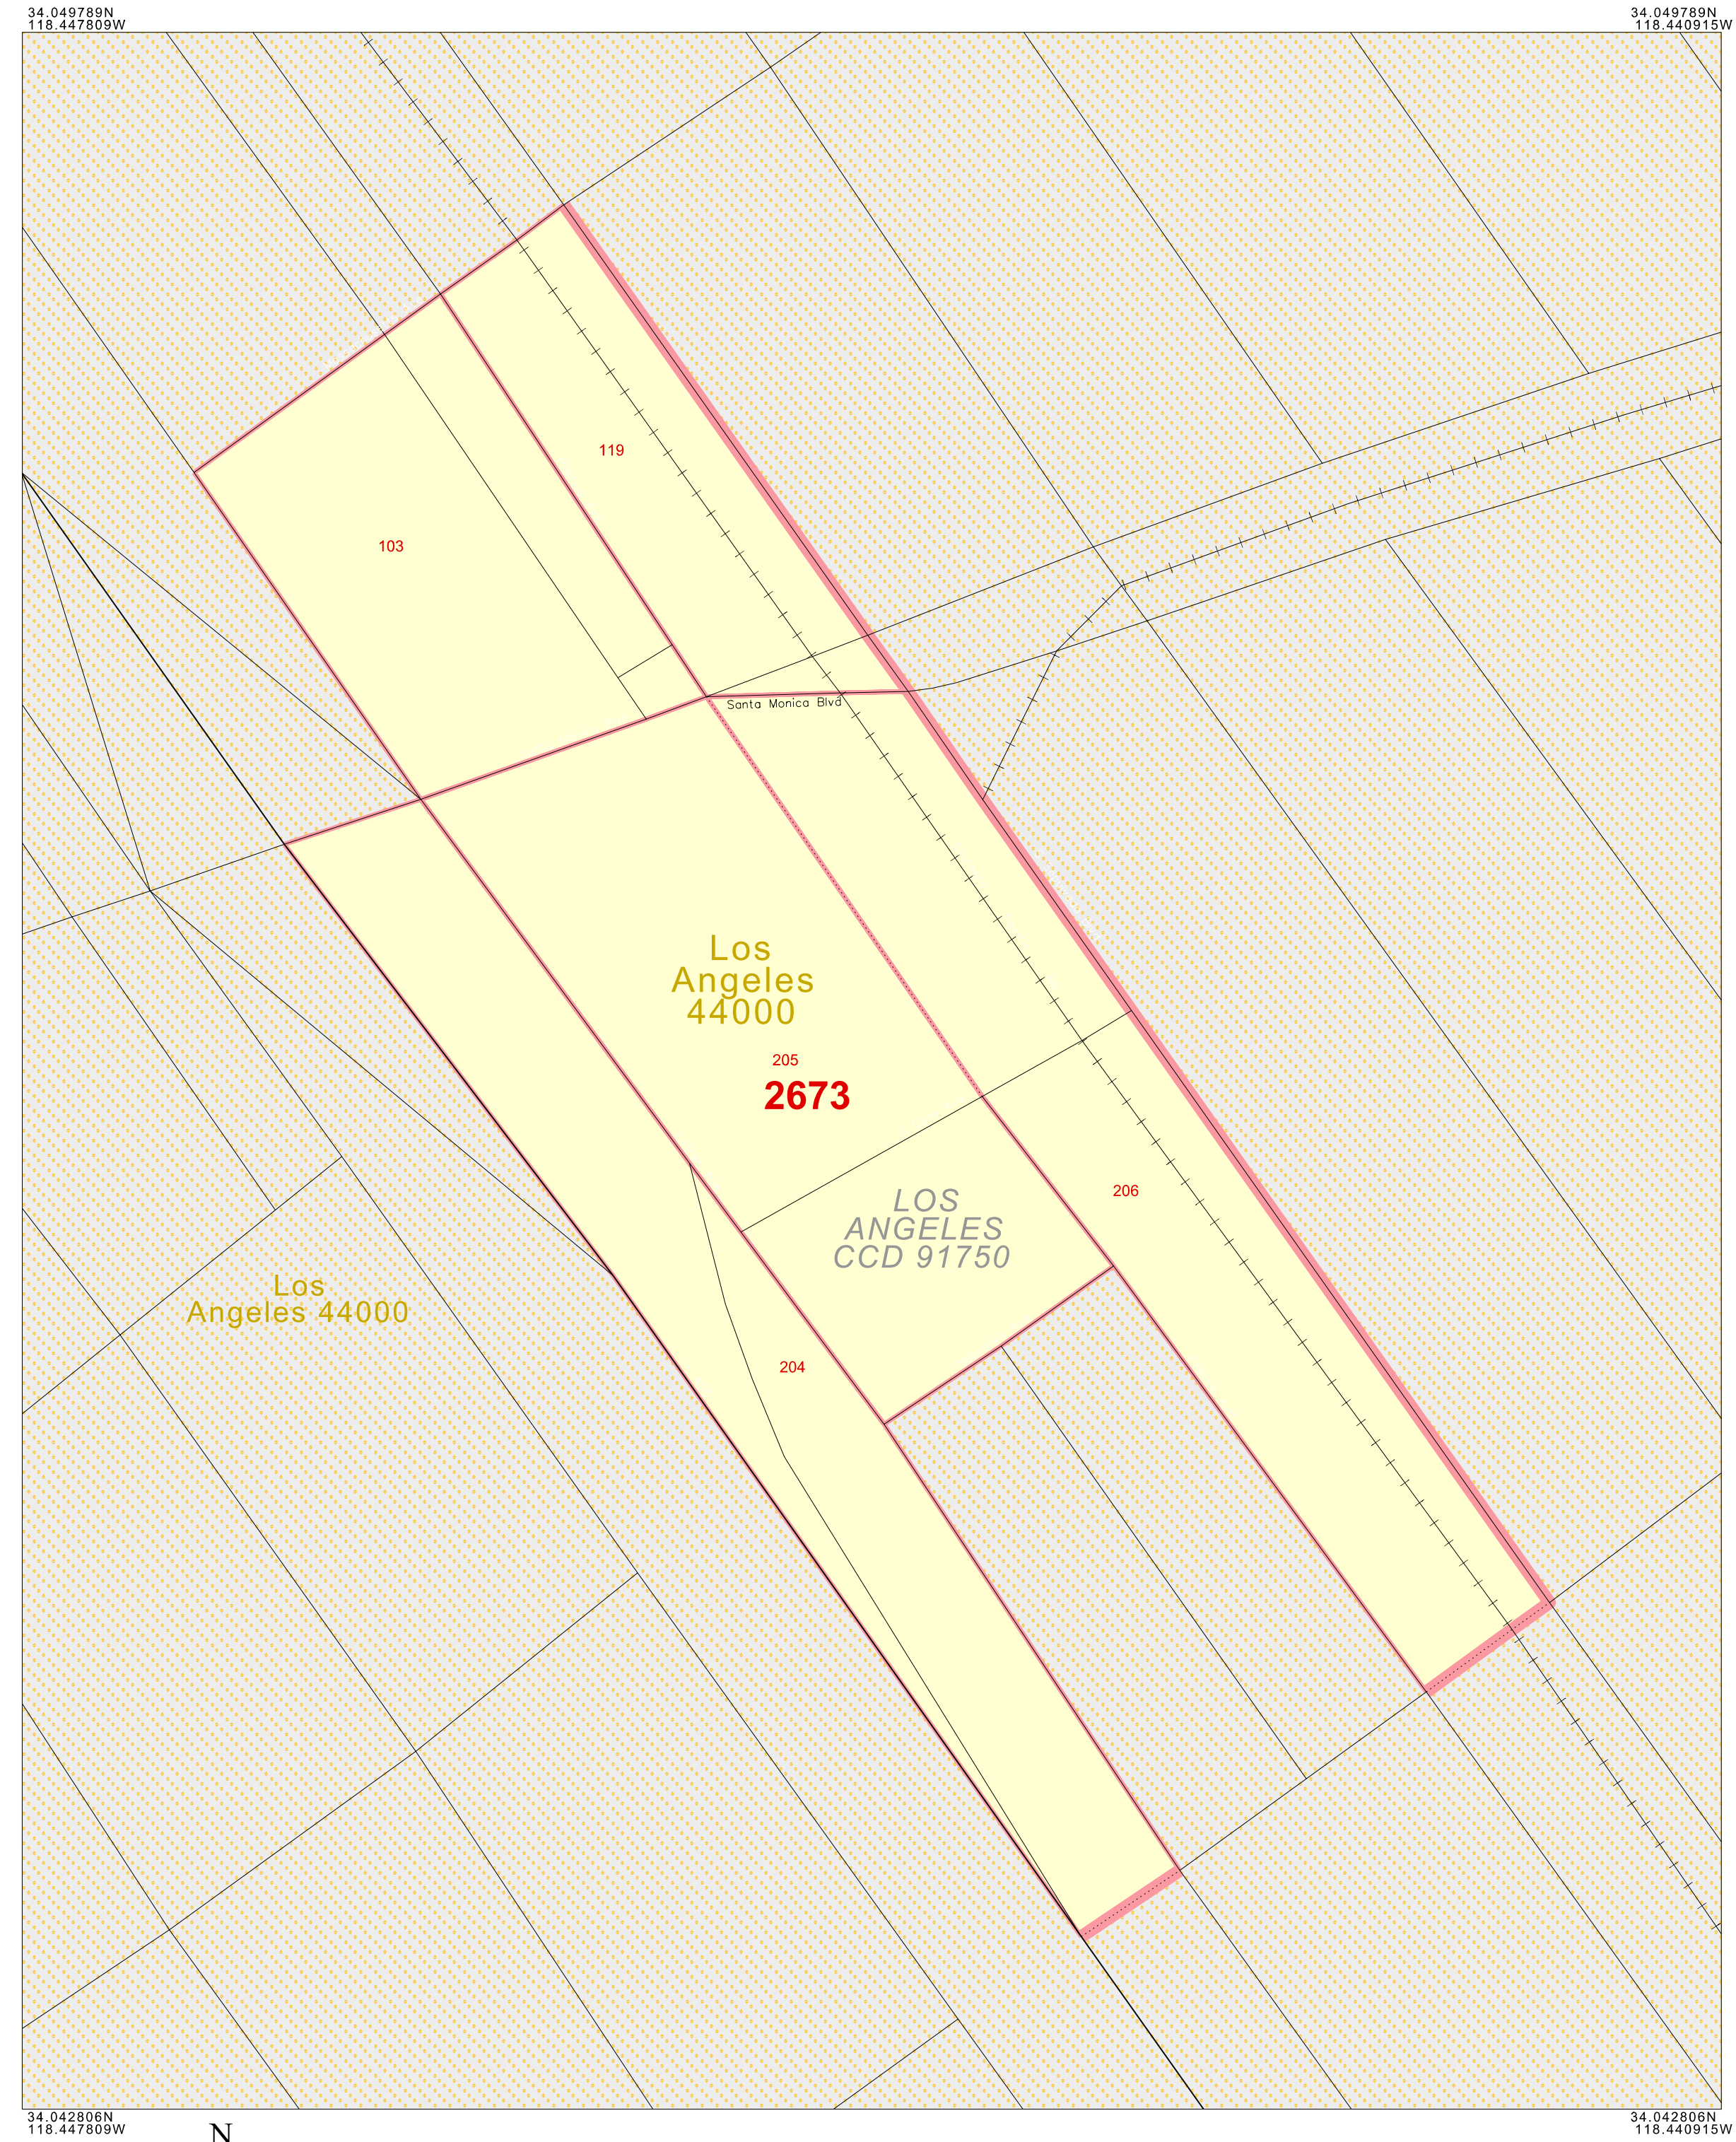 34.049789N
118.447809W
34.049789N
118.440915W
119
103
Santa Monica Blvd
Los
Angeles
44000
205
2673
LOS
ANGELES
CCD 91750
206
Los
Angeles 44000
204
34.042806N
118.447809W
N
34.042806N
118.440915W